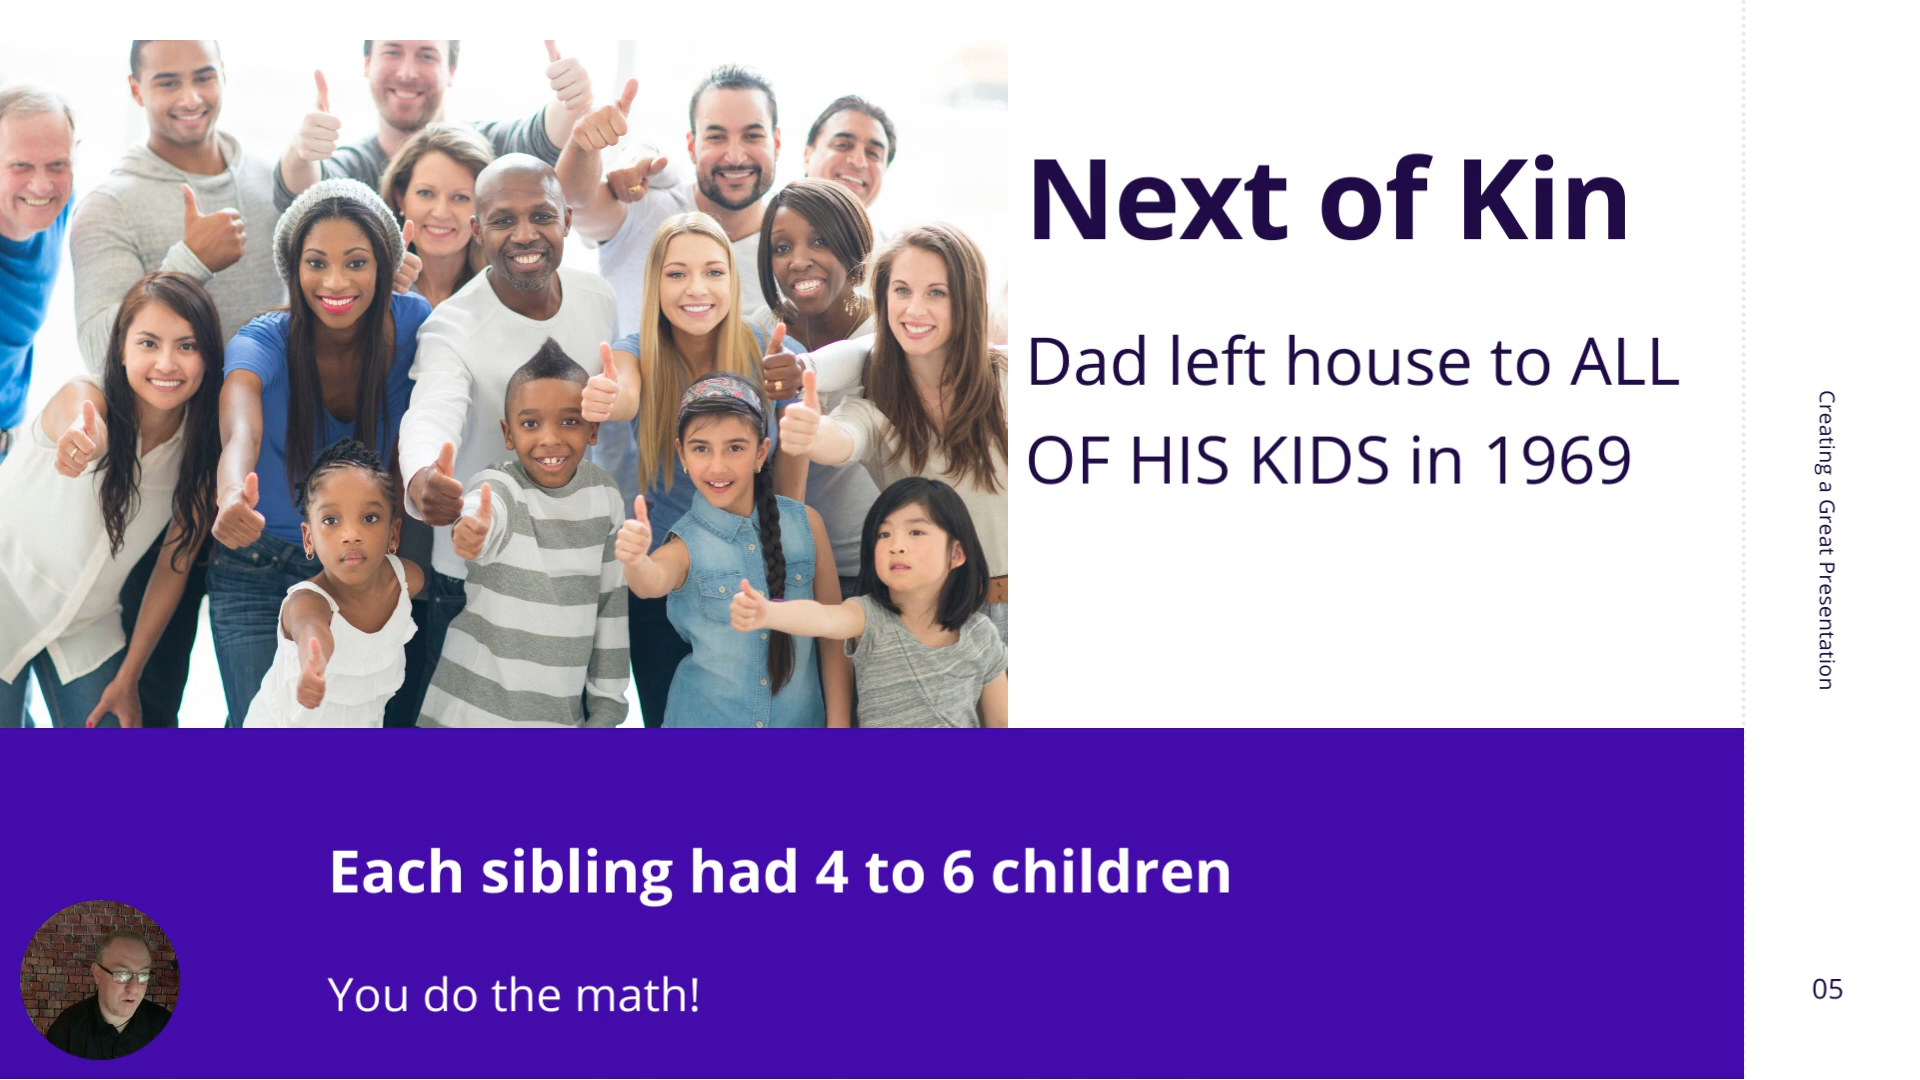 Next of Kin
Dad left house to ALL
OF HIS KIDS in 1969
Each sibling had 4 to 6 children
You do the math!
Creating a Great Presentation
05